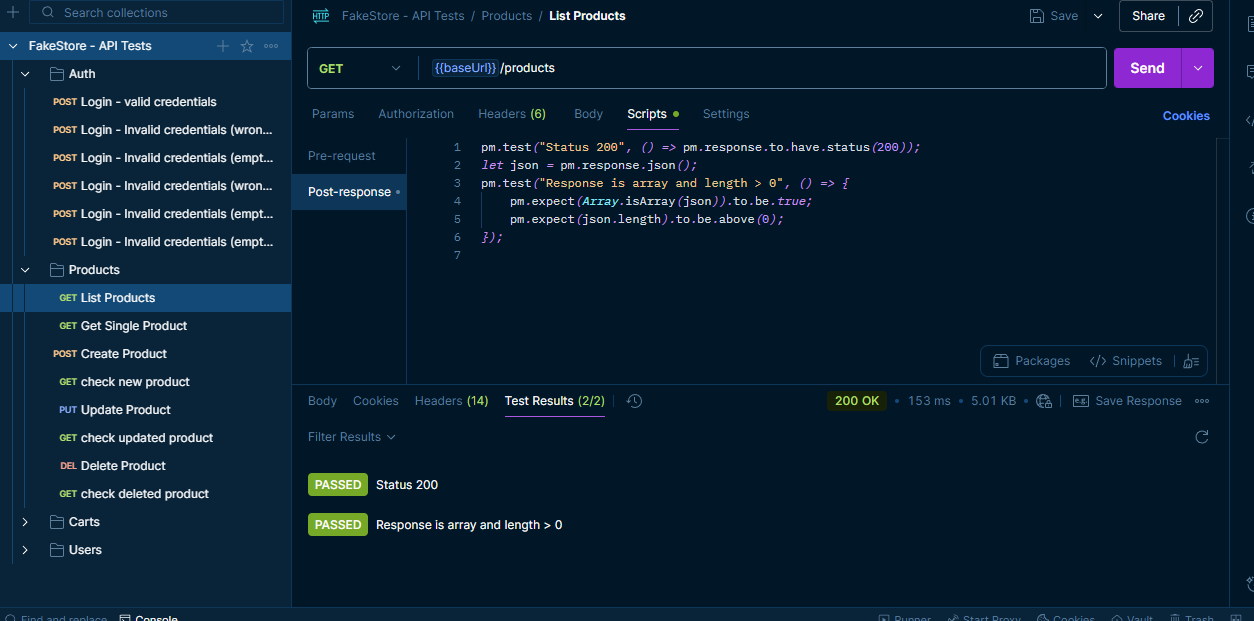 Search collections
FakeStore - API Tests
Auth
POST Login - valid credentials
POST Login - Invalid credentials (wron...
POST Login - Invalid credentials (empt...
POST Login - Invalid credentials (wron...
POST Login - Invalid credentials (empt...
POST Login - Invalid credentials (empt...
Products
GET List Products
GET Get Single Product
POST Create Product
GET check new product
PUT Update Product
GET check updated product
DEL Delete Product
GET check deleted product
Carts
Users
HTTP FakeStore - API Tests / Products / List Products
Save
Share
GET {{baseUrl}}/products
Send
Params Authorization Headers (6) Body Scripts Settings
Cookies
Pre-request
Post-response
1 pm.test("Status 200", () => pm.response.to.have.status(200));
2 let json = pm.response.json();
3 pm.test("Response is array and length > 0", () => {
4 pm.expect(Array.isArray(json)).to.be.true;
5 pm.expect(json.length).to.be.above(0);
6 });
7
Packages Snippets
Body Cookies Headers (14) Test Results (2/2)
200 OK • 153 ms • 5.01 KB • e.g. Save Response
Filter Results
PASSED Status 200
PASSED Response is array and length > 0
Find and replace Console
Runner Start Proxy Cookies Vault Trash